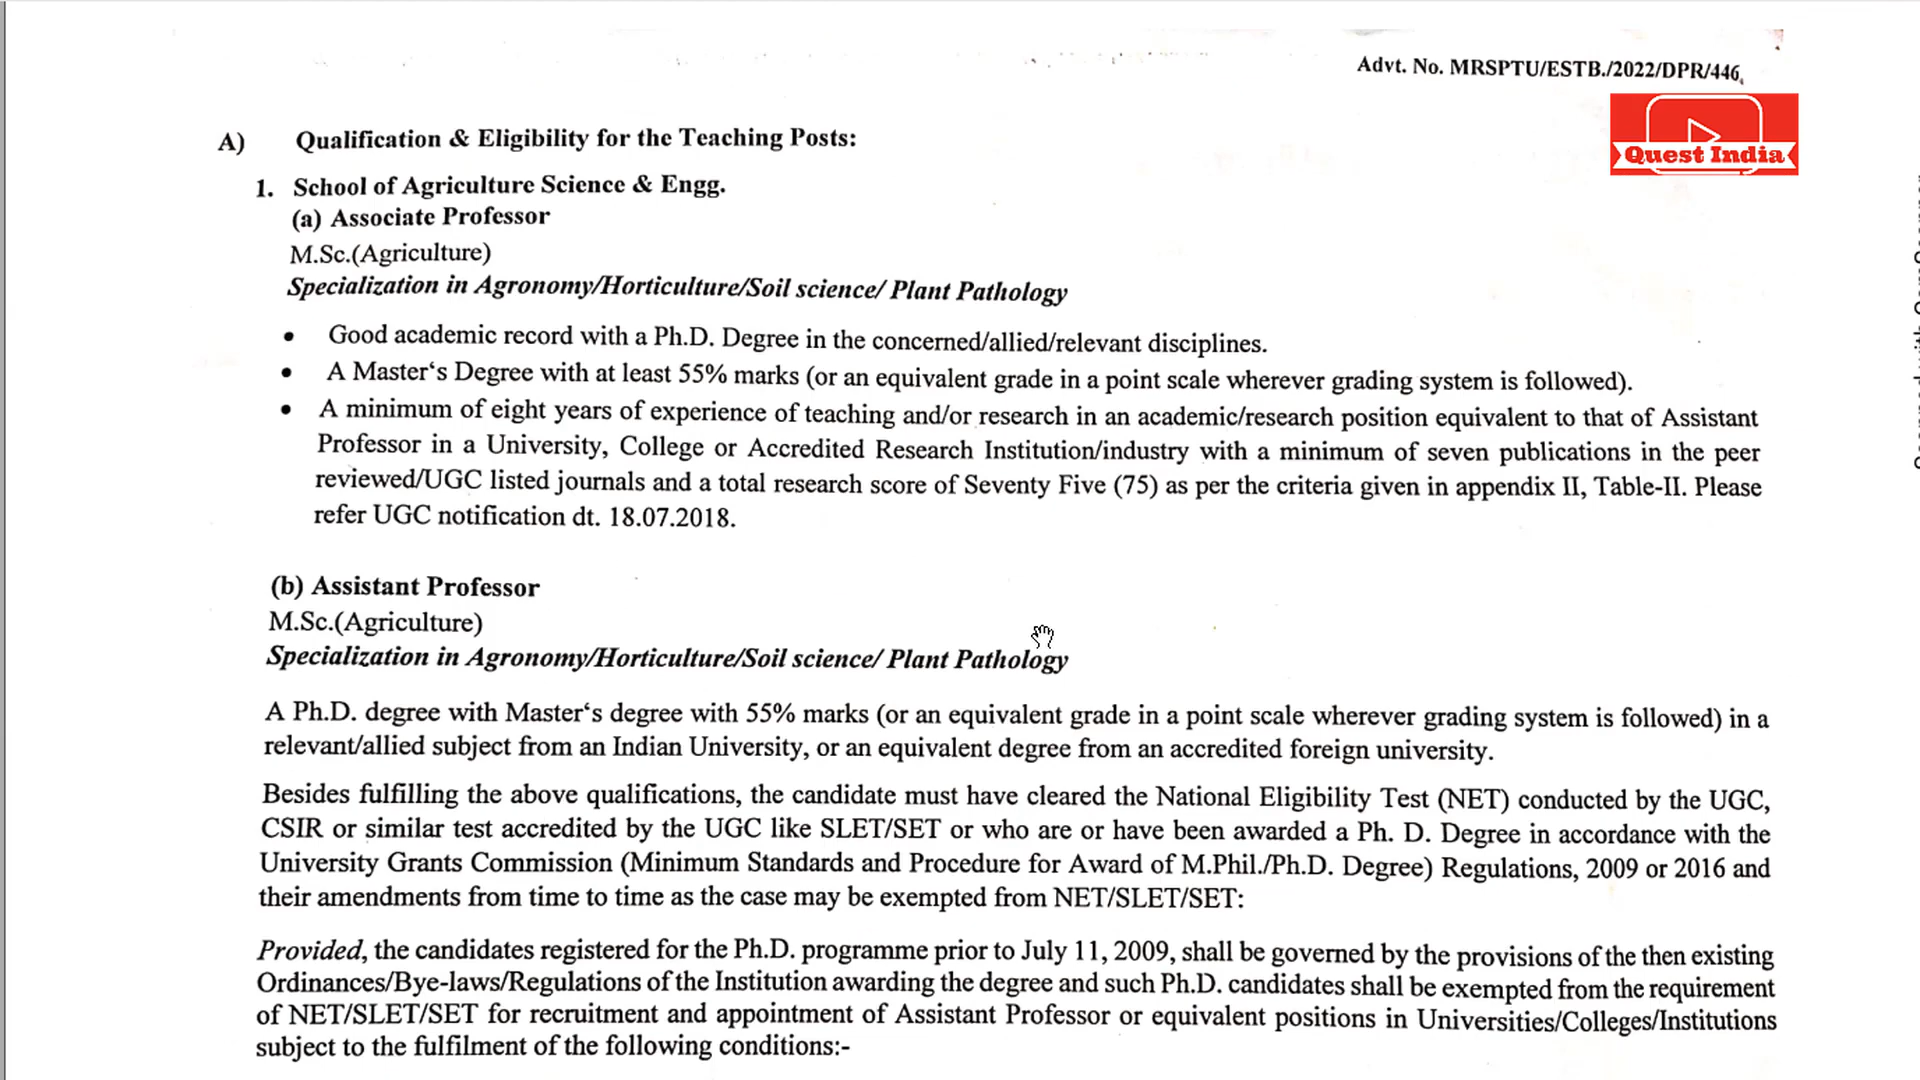 Advt. No. MRSPTU/ESTB./2022/DPR/446
Quest India
A) Qualification & Eligibility for the Teaching Posts:
1. School of Agriculture Science & Engg.
(a) Associate Professor
M.Sc.(Agriculture)
Specialization in Agronomy/Horticulture/Soil science/ Plant Pathology
• Good academic record with a Ph.D. Degree in the concerned/allied/relevant disciplines.
• A Master‘s Degree with at least 55% marks (or an equivalent grade in a point scale wherever grading system is followed).
• A minimum of eight years of experience of teaching and/or research in an academic/research position equivalent to that of Assistant
Professor in a University, College or Accredited Research Institution/industry with a minimum of seven publications in the peer
reviewed/UGC listed journals and a total research score of Seventy Five (75) as per the criteria given in appendix II, Table-II. Please
refer UGC notification dt. 18.07.2018.
(b) Assistant Professor
M.Sc.(Agriculture)
Specialization in Agronomy/Horticulture/Soil science/ Plant Pathology
A Ph.D. degree with Master‘s degree with 55% marks (or an equivalent grade in a point scale wherever grading system is followed) in a
relevant/allied subject from an Indian University, or an equivalent degree from an accredited foreign university.
Besides fulfilling the above qualifications, the candidate must have cleared the National Eligibility Test (NET) conducted by the UGC,
CSIR or similar test accredited by the UGC like SLET/SET or who are or have been awarded a Ph. D. Degree in accordance with the
University Grants Commission (Minimum Standards and Procedure for Award of M.Phil./Ph.D. Degree) Regulations, 2009 or 2016 and
their amendments from time to time as the case may be exempted from NET/SLET/SET:
Provided, the candidates registered for the Ph.D. programme prior to July 11, 2009, shall be governed by the provisions of the then existing
Ordinances/Bye-laws/Regulations of the Institution awarding the degree and such Ph.D. candidates shall be exempted from the requirement
of NET/SLET/SET for recruitment and appointment of Assistant Professor or equivalent positions in Universities/Colleges/Institutions
subject to the fulfilment of the following conditions:-